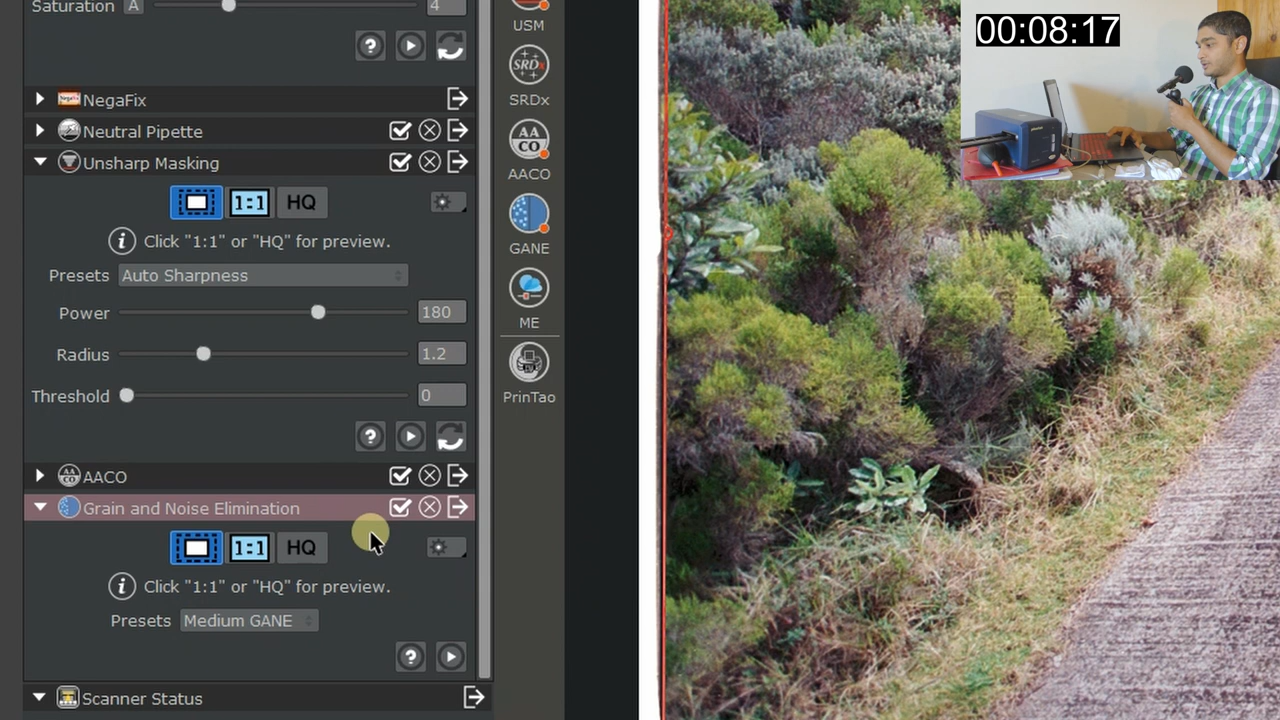 Saturation A 4
USM
SRDx
SRDx
NegaFix
AA CO
Neutral Pipette
AACO
Unsharp Masking
1:1 HQ
GANE
Click "1:1" or "HQ" for preview.
Presets Auto Sharpness
Power 180
ME
Radius 1.2
PrinTao
Threshold 0
AACO
Grain and Noise Elimination
1:1 HQ
Click "1:1" or "HQ" for preview.
Presets Medium GANE
Scanner Status
00:08:17